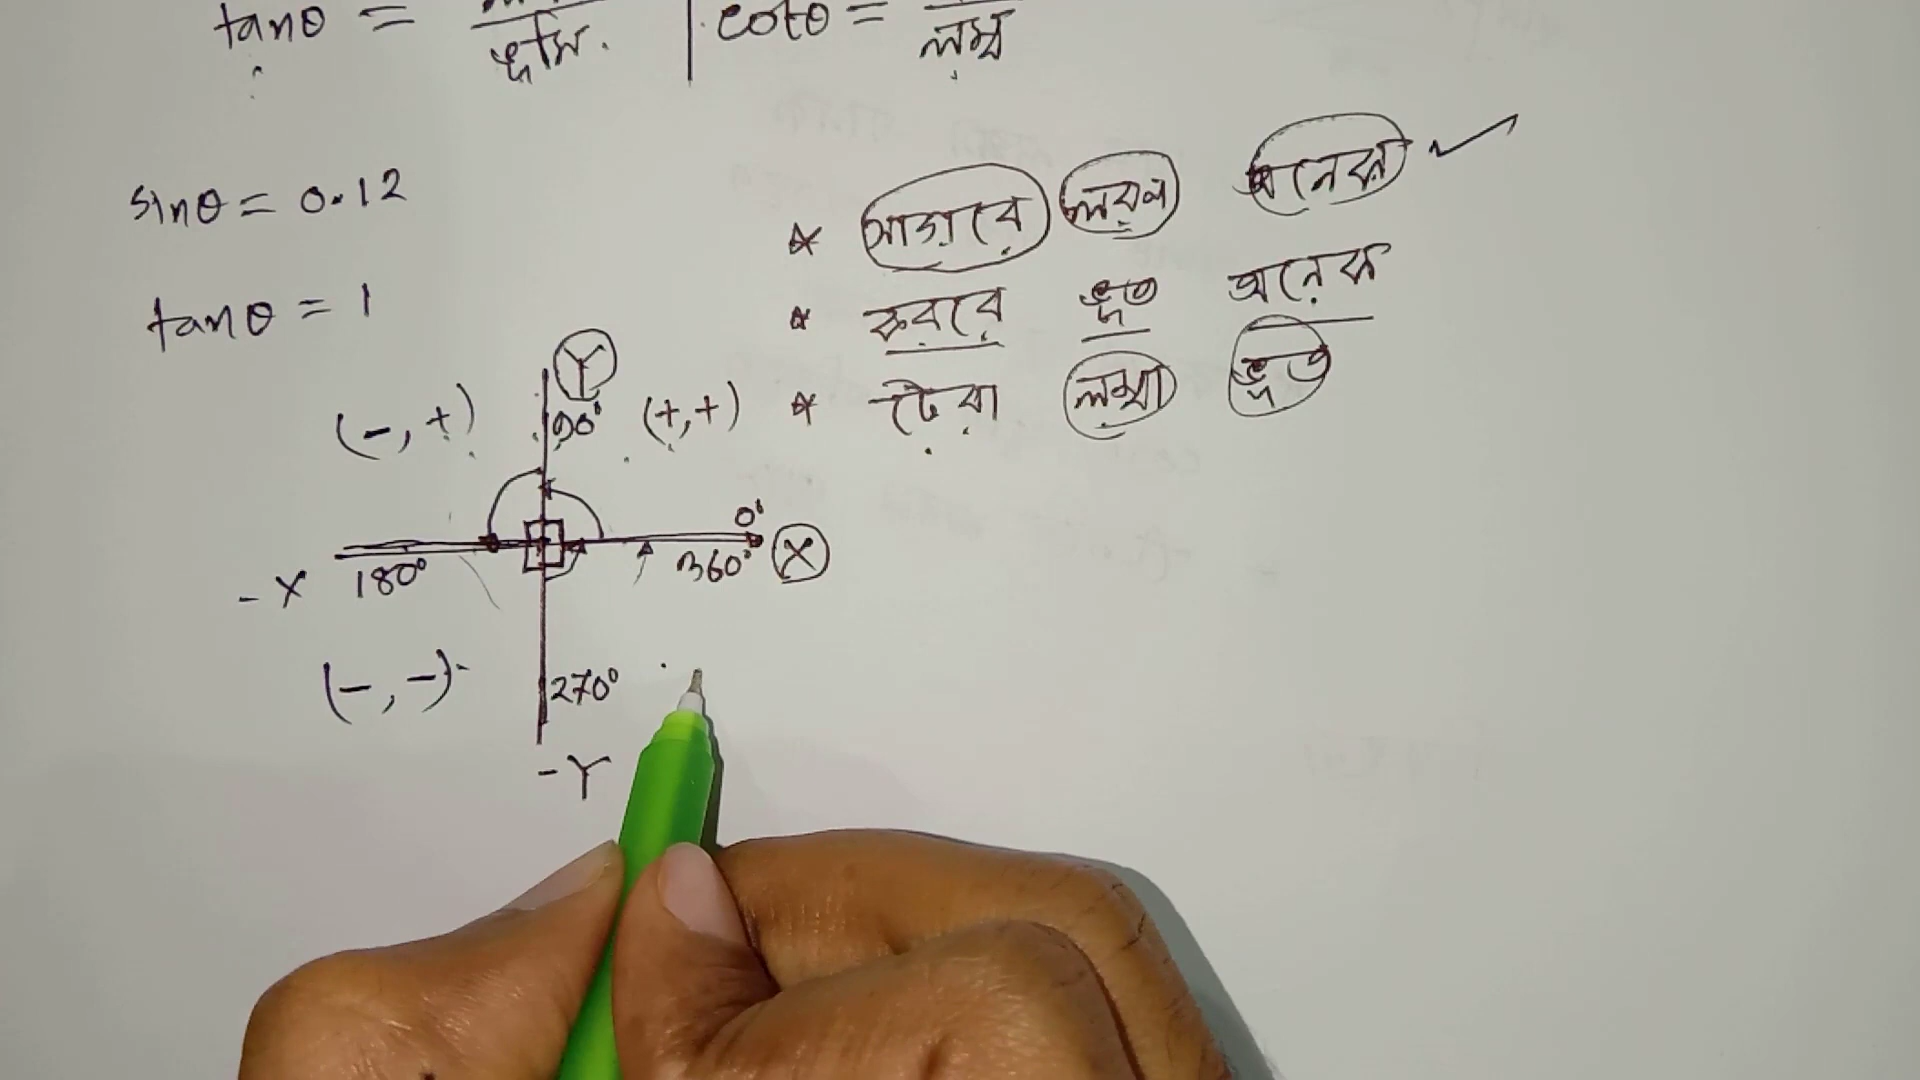 tanθ = ভূমি. | cotθ = লম্ব
sinθ = 0.12
tanθ = 1
* সাগরে লবণ অনেক ✓
* কবরে ভূত অনেক
* টেরা লম্বা ভূত
Y
(-, +) 90° (+,+)
0°
-X 180° 360° X
(-, -) 270°
-Y